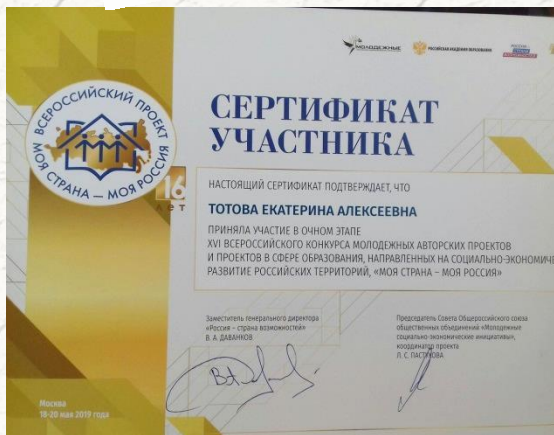 МОЛОДЕЖНЫЕ
РОССИЙСКАЯ АКАДЕМИЯ ОБРАЗОВАНИЯ
ВСЕРОССИЙСКИЙ ПРОЕКТ
МОЯ СТРАНА – МОЯ РОССИЯ
16
лет
СЕРТИФИКАТ
УЧАСТНИКА
НАСТОЯЩИЙ СЕРТИФИКАТ ПОДТВЕРЖДАЕТ, ЧТО
ТОТОВА ЕКАТЕРИНА АЛЕКСЕЕВНА
ПРИНЯЛА УЧАСТИЕ В ОЧНОМ ЭТАПЕ
XVI ВСЕРОССИЙСКОГО КОНКУРСА МОЛОДЕЖНЫХ АВТОРСКИХ ПРОЕКТОВ
И ПРОЕКТОВ В СФЕРЕ ОБРАЗОВАНИЯ, НАПРАВЛЕННЫХ НА СОЦИАЛЬНО-ЭКОНОМИЧЕ
РАЗВИТИЕ РОССИЙСКИХ ТЕРРИТОРИЙ, «МОЯ СТРАНА – МОЯ РОССИЯ»
Заместитель генерального директора
«Россия – страна возможностей»
В. А. ДАВАНКОВ
Председатель Совета Общероссийского союза
общественных объединений «Молодежные
социально-экономические инициативы»,
координатор проекта
Л. С. ПАСТУХОВА
Москва
18-20 мая 2019 года